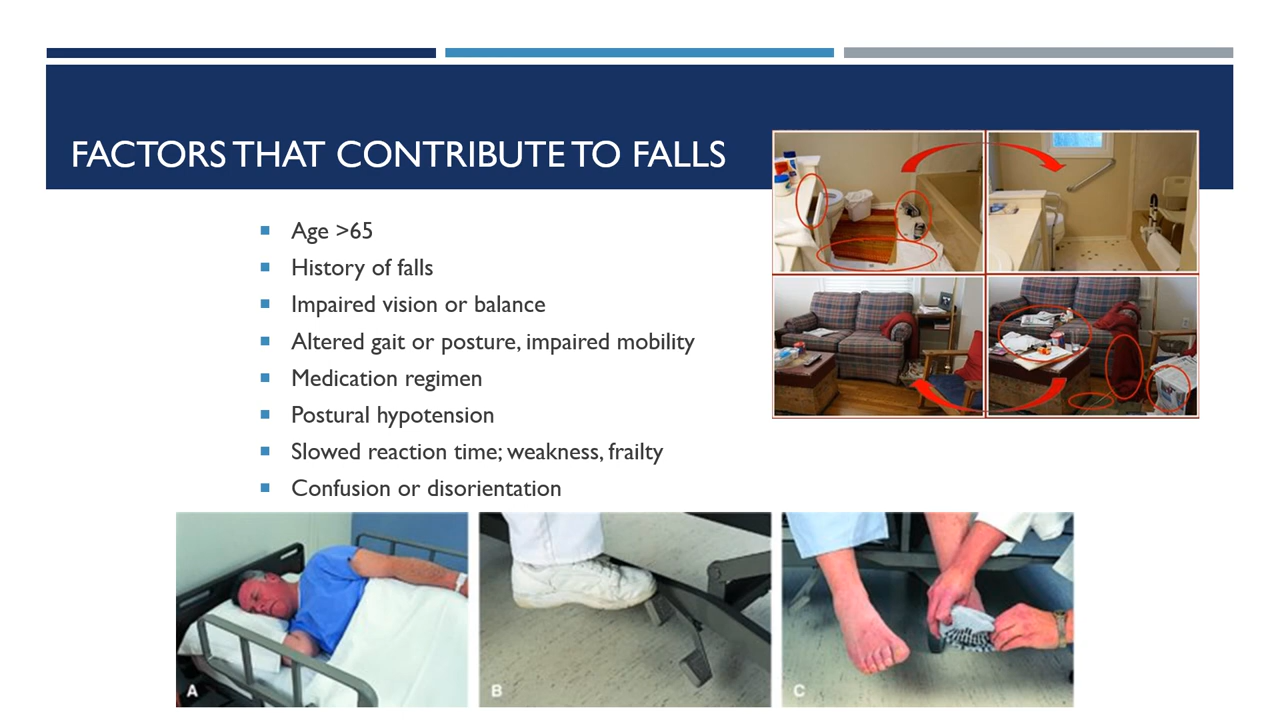 FACTORS THAT CONTRIBUTE TO FALLS
Age >65
History of falls
Impaired vision or balance
Altered gait or posture, impaired mobility
Medication regimen
Postural hypotension
Slowed reaction time; weakness, frailty
Confusion or disorientation
A
B
C